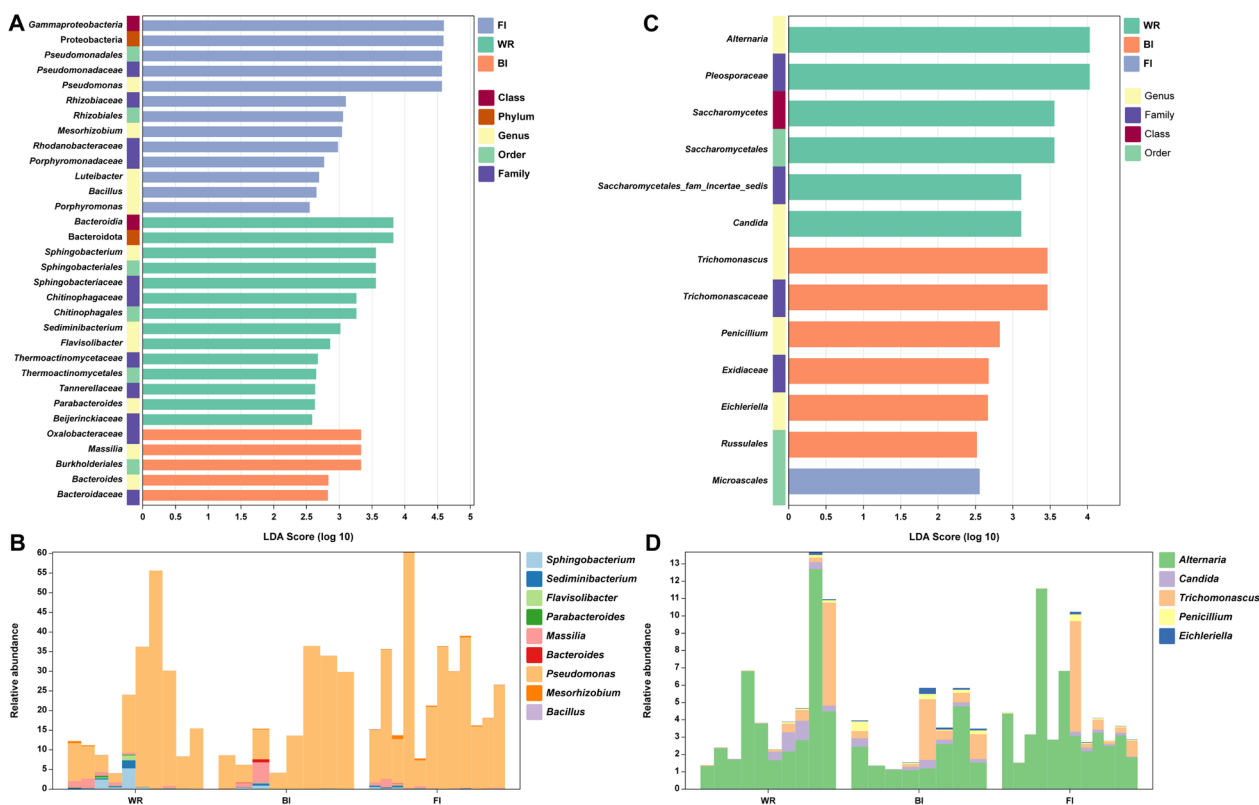 A
Gammaproteobacteria
Proteobacteria
Pseudomonadales
Pseudomonadaceae
Pseudomonas
Rhizobiaceae
Rhizobiales
Mesorhizobium
Rhodanobacteraceae
Porphyromonadaceae
Luteibacter
Bacillus
Porphyromonas
Bacteroidia
Bacteroidota
Sphingobacterium
Sphingobacteriales
Sphingobacteriaceae
Chitinophagaceae
Chitinophagales
Sediminibacterium
Flavisolibacter
Thermoactinomycetaceae
Thermoactinomycetales
Tannerellaceae
Parabacteroides
Beijerinckiaceae
Oxalobacteraceae
Massilia
Burkholderiales
Bacteroides
Bacteroidaceae
0 0.5 1 1.5 2 2.5 3 3.5 4 4.5 5
LDA Score (log 10)
FI
WR
BI
Class
Phylum
Genus
Order
Family
C
Alternaria
Pleosporaceae
Saccharomycetes
Saccharomycetales
Saccharomycetales_fam_Incertae_sedis
Candida
Trichomonascus
Trichomonascaceae
Penicillium
Exidiaceae
Eichleriella
Russulales
Microascales
0 0.5 1 1.5 2 2.5 3 3.5 4
LDA Score (log 10)
WR
BI
FI
Genus
Family
Class
Order
B
Relative abundance
60
55
50
45
40
35
30
25
20
15
10
5
0
WR BI FI
Sphingobacterium
Sediminibacterium
Flavisolibacter
Parabacteroides
Massilia
Bacteroides
Pseudomonas
Mesorhizobium
Bacillus
D
Relative abundance
13
12
11
10
9
8
7
6
5
4
3
2
1
0
WR BI FI
Alternaria
Candida
Trichomonascus
Penicillium
Eichleriella